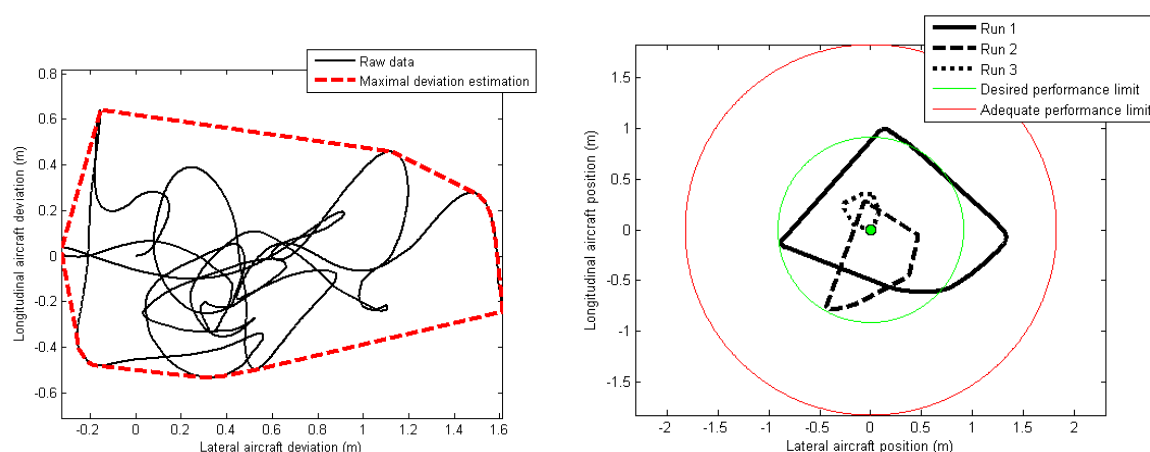 Raw data
Maximal deviation estimation
Longitudinal aircraft deviation (m)
0.8
0.6
0.4
0.2
0
-0.2
-0.4
-0.6
-0.2 0 0.2 0.4 0.6 0.8 1 1.2 1.4 1.6
Lateral aircraft deviation (m)
Run 1
Run 2
Run 3
Desired performance limit
Adequate performance limit
Longitudinal aircraft position (m)
1.5
1
0.5
0
-0.5
-1
-1.5
-2 -1.5 -1 -0.5 0 0.5 1 1.5 2
Lateral aircraft position (m)